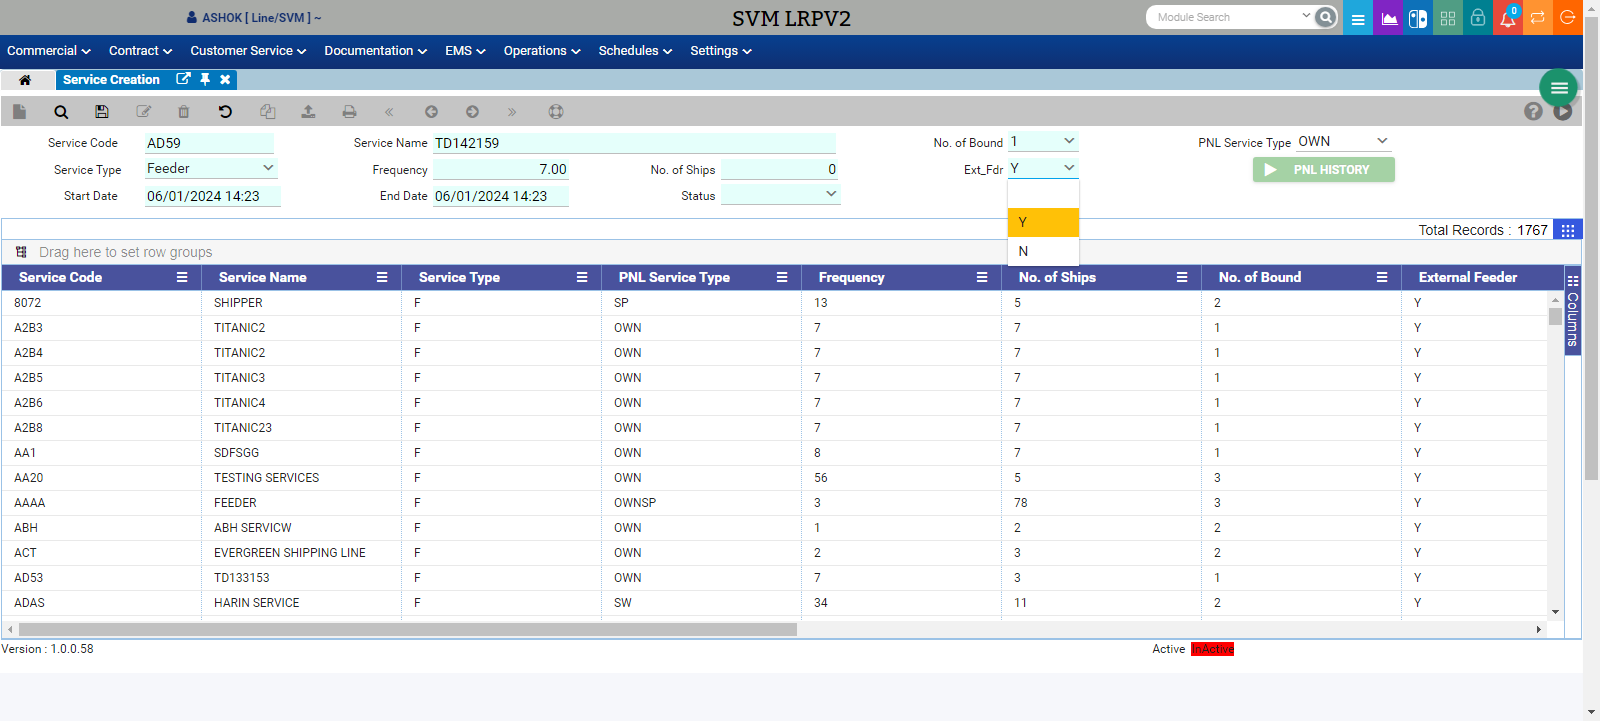 ASHOK [ Line/SVM ] ~
SVM LRPV2
Module Search
0
Commercial Contract Customer Service Documentation EMS Operations Schedules Settings
Service Creation
Service Code AD59 Service Name TD142159 No. of Bound 1 PNL Service Type OWN
Service Type Feeder Frequency 7.00 No. of Ships 0 Ext_Fdr Y PNL HISTORY
Start Date 06/01/2024 14:23 End Date 06/01/2024 14:23 Status
Y
N
Total Records : 1767
Drag here to set row groups
Service Code Service Name Service Type PNL Service Type Frequency No. of Ships No. of Bound External Feeder
8072 SHIPPER F SP 13 5 2 Y
A2B3 TITANIC2 F OWN 7 7 1 Y
A2B4 TITANIC2 F OWN 7 7 1 Y
A2B5 TITANIC3 F OWN 7 7 1 Y
A2B6 TITANIC4 F OWN 7 7 1 Y
A2B8 TITANIC23 F OWN 7 7 1 Y
AA1 SDFSGG F OWN 8 7 1 Y
AA20 TESTING SERVICES F OWN 56 5 3 Y
AAAA FEEDER F OWNSP 3 78 3 Y
ABH ABH SERVICW F OWN 1 2 2 Y
ACT EVERGREEN SHIPPING LINE F OWN 2 3 2 Y
AD53 TD133153 F OWN 7 3 1 Y
ADAS HARIN SERVICE F SW 34 11 2 Y
Columns
Version : 1.0.0.58
Active InActive